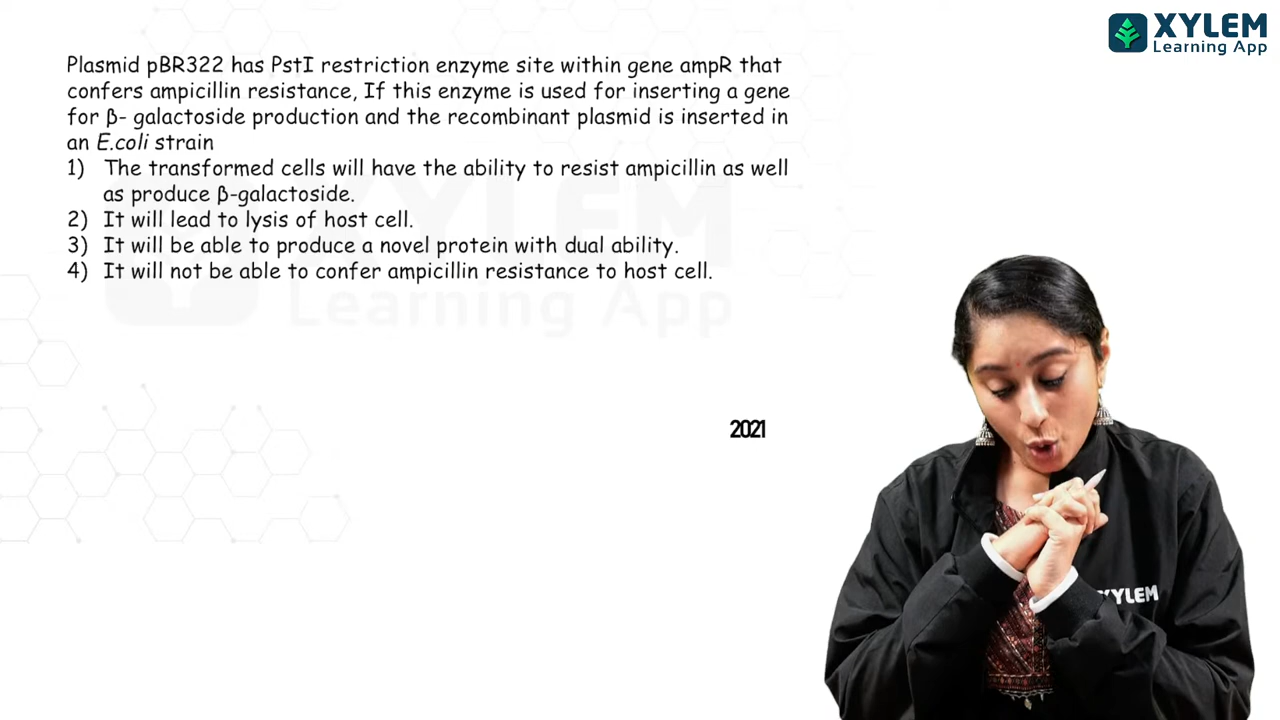 XYLEM
Learning App
Plasmid pBR322 has PstI restriction enzyme site within gene ampR that
confers ampicillin resistance, If this enzyme is used for inserting a gene
for β- galactoside production and the recombinant plasmid is inserted in
an E.coli strain
1) The transformed cells will have the ability to resist ampicillin as well
as produce β-galactoside.
2) It will lead to lysis of host cell.
3) It will be able to produce a novel protein with dual ability.
4) It will not be able to confer ampicillin resistance to host cell.
XYLEM
Learning App
2021
XYLEM